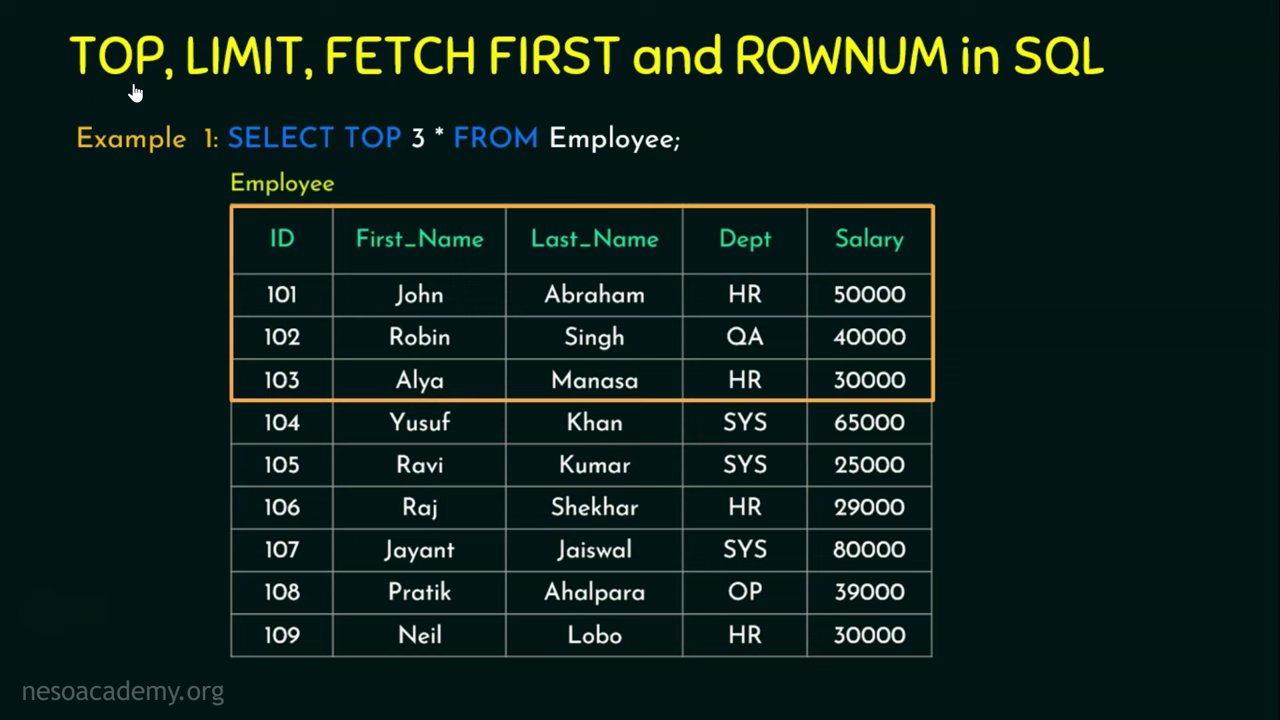 TOP, LIMIT, FETCH FIRST and ROWNUM in SQL
Example 1: SELECT TOP 3 * FROM Employee;
Employee
ID First_Name Last_Name Dept Salary
101 John Abraham HR 50000
102 Robin Singh QA 40000
103 Alya Manasa HR 30000
104 Yusuf Khan SYS 65000
105 Ravi Kumar SYS 25000
106 Raj Shekhar HR 29000
107 Jayant Jaiswal SYS 80000
108 Pratik Ahalpara OP 39000
109 Neil Lobo HR 30000
nesoacademy.org